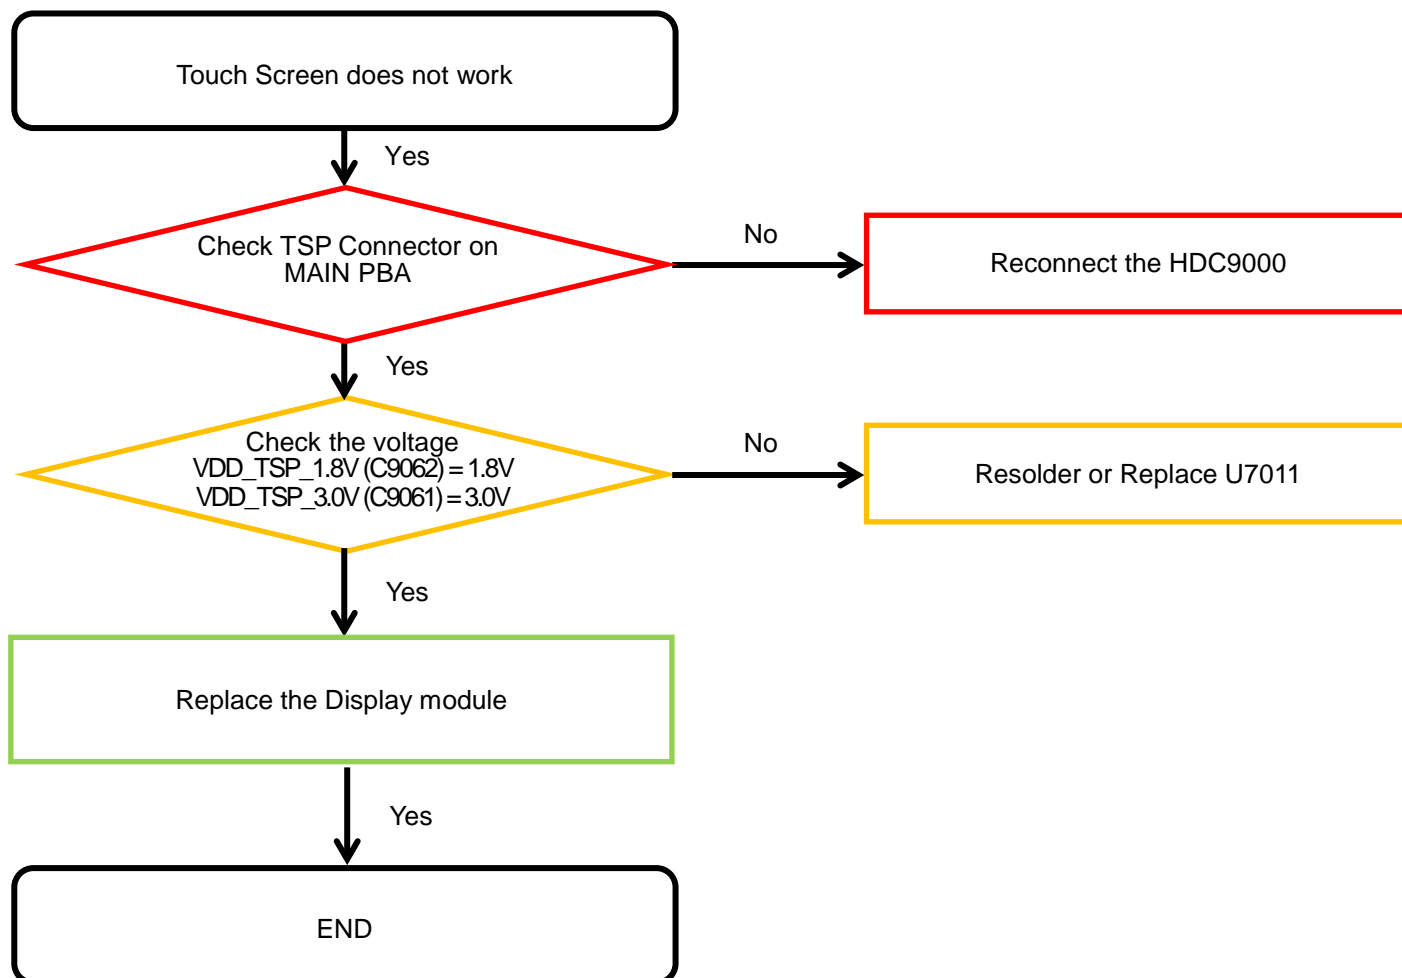 Touch Screen does not work
Yes
Check TSP Connector on
MAIN PBA
No
Reconnect the HDC9000
Yes
Check the voltage
VDD_TSP_1.8V (C9062) = 1.8V
VDD_TSP_3.0V (C9061) = 3.0V
No
Resolder or Replace U7011
Yes
Replace the Display module
Yes
END